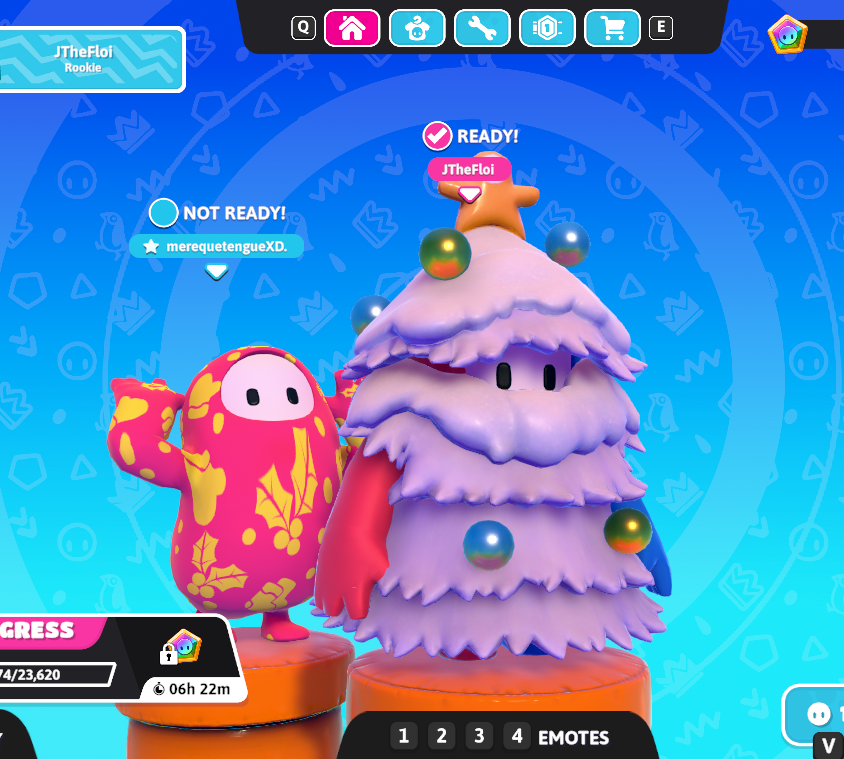 Q
E
JTheFloi
Rookie
READY!
JTheFloi
NOT READY!
merequetengueXD.
GRESS
74/23,620
06h 22m
1 2 3 4 EMOTES
V